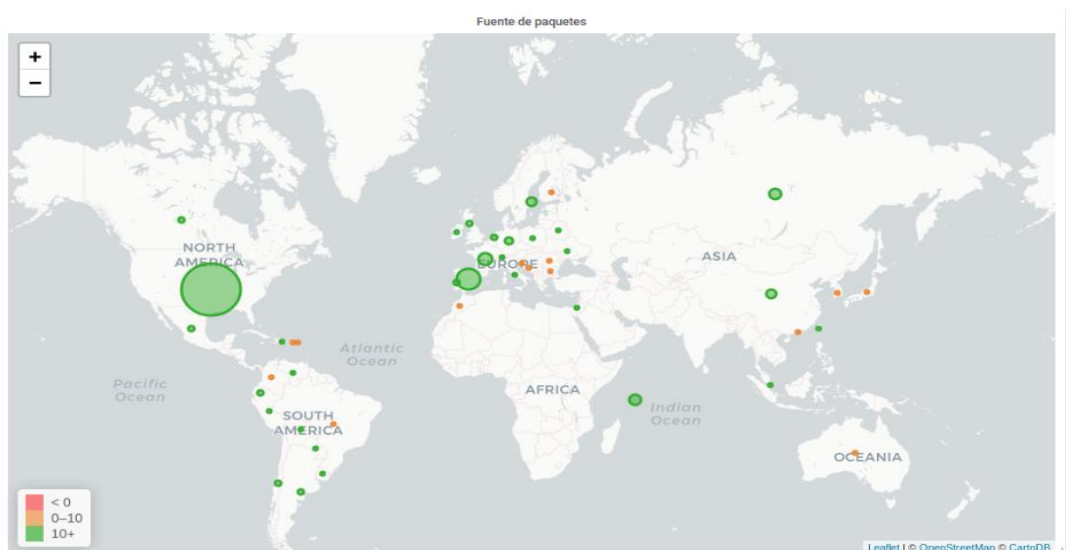 Fuente de paquetes
+
−
NORTH
AMERICA
EUROPE
ASIA
Atlantic
Ocean
Pacific
Ocean
AFRICA
Indian
Ocean
SOUTH
AMERICA
OCEANIA
< 0
0–10
10+
Leaflet | © OpenStreetMap © CartoDB